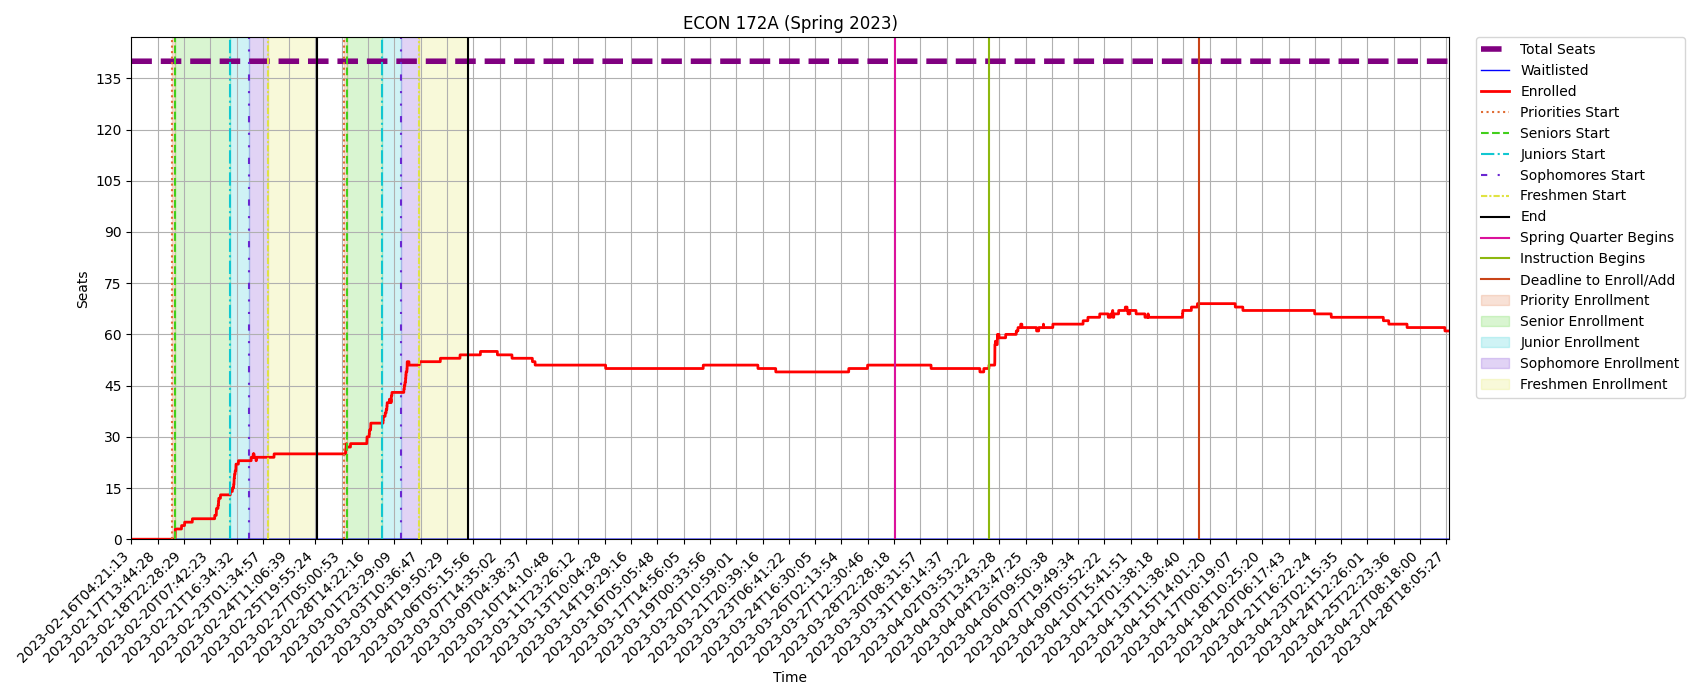 ECON 172A (Spring 2023)
Seats
135
120
105
90
75
60
45
30
15
0
2023-02-16T04:21:13
2023-02-17T13:44:28
2023-02-18T22:28:29
2023-02-20T07:42:23
2023-02-21T16:34:32
2023-02-23T01:34:57
2023-02-24T11:06:39
2023-02-25T19:55:24
2023-02-27T05:00:53
2023-02-28T14:22:16
2023-03-01T23:29:09
2023-03-03T10:36:47
2023-03-04T19:50:29
2023-03-06T05:15:56
2023-03-07T14:35:02
2023-03-09T04:38:37
2023-03-10T14:10:48
2023-03-11T23:26:12
2023-03-13T10:04:28
2023-03-14T19:29:16
2023-03-16T05:05:48
2023-03-17T14:56:05
2023-03-19T00:33:56
2023-03-20T10:59:01
2023-03-21T20:39:16
2023-03-23T06:41:22
2023-03-24T16:30:05
2023-03-26T02:13:54
2023-03-27T12:30:46
2023-03-28T22:28:18
2023-03-30T08:31:57
2023-03-31T18:14:37
2023-04-02T03:53:22
2023-04-03T13:43:28
2023-04-04T23:47:25
2023-04-06T09:50:38
2023-04-07T19:49:34
2023-04-09T05:52:22
2023-04-10T15:41:51
2023-04-12T01:38:18
2023-04-13T11:38:40
2023-04-15T14:01:20
2023-04-17T00:19:07
2023-04-18T10:25:20
2023-04-20T06:17:43
2023-04-21T16:22:24
2023-04-23T02:15:35
2023-04-24T12:26:01
2023-04-25T22:23:36
2023-04-27T08:18:00
2023-04-28T18:05:27
Time
Total Seats
Waitlisted
Enrolled
Priorities Start
Seniors Start
Juniors Start
Sophomores Start
Freshmen Start
End
Spring Quarter Begins
Instruction Begins
Deadline to Enroll/Add
Priority Enrollment
Senior Enrollment
Junior Enrollment
Sophomore Enrollment
Freshmen Enrollment